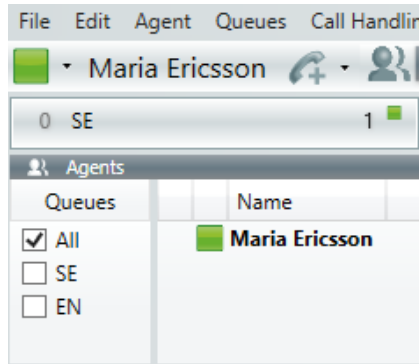 File Edit Agent Queues Call Handlin
Maria Ericsson
0 SE 1
Agents
Queues Name
All Maria Ericsson
SE
EN